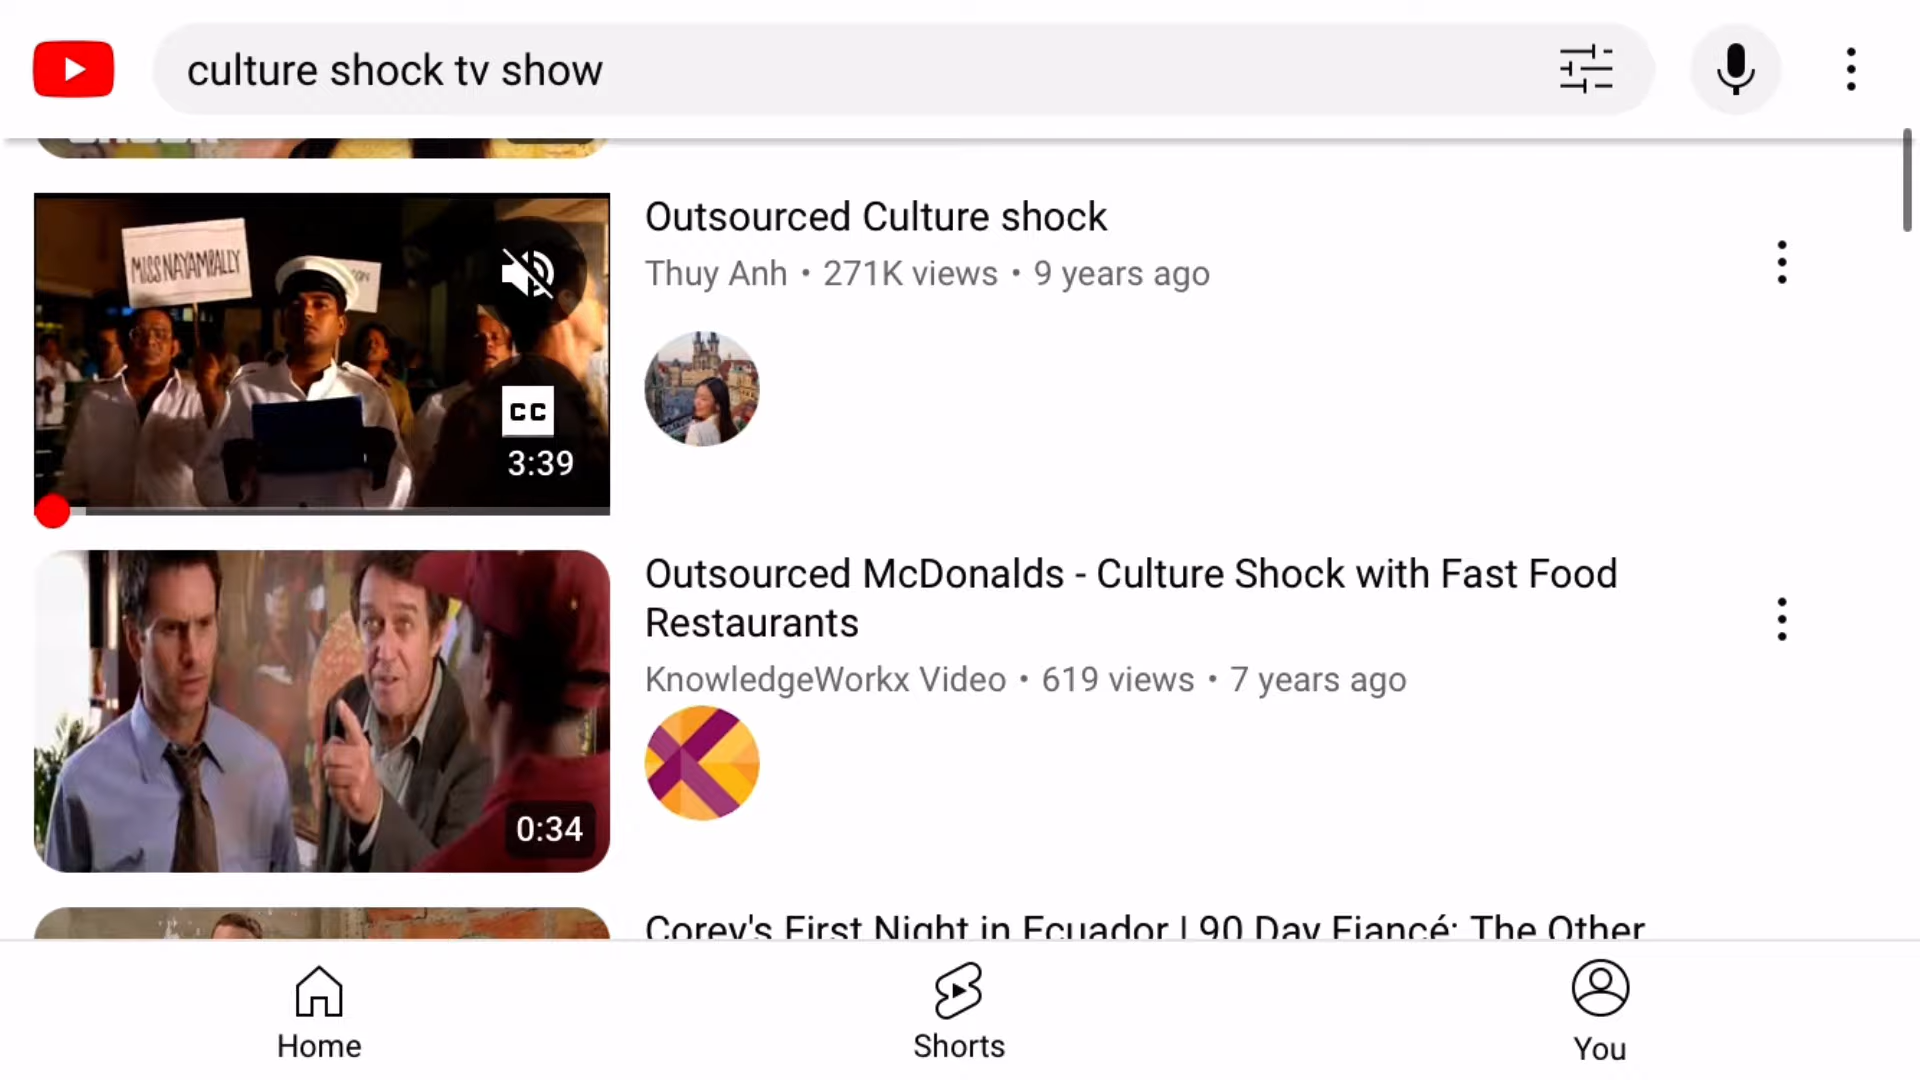 culture shock tv show
MISS NAYAMPALLY
Outsourced Culture shock
Thuy Anh • 271K views • 9 years ago
CC
3:39
Outsourced McDonalds - Culture Shock with Fast Food
Restaurants
KnowledgeWorkx Video • 619 views • 7 years ago
0:34
Corey's First Night in Ecuador | 90 Day Fiancé: The Other
Home
Shorts
You